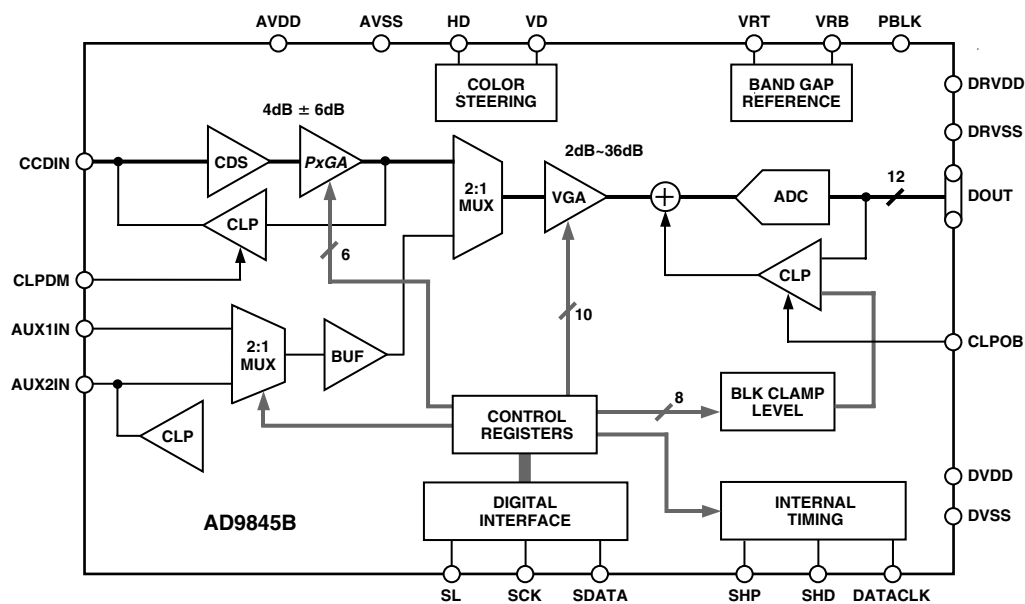 AVDD
AVSS
HD
VD
VRT
VRB
PBLK
COLOR
STEERING
BAND GAP
REFERENCE
DRVDD
4dB ± 6dB
DRVSS
2dB~36dB
CCDIN
CDS
PxGA
2:1
MUX
VGA
ADC
12
DOUT
CLP
6
CLP
CLPDM
10
AUX1IN
2:1
MUX
BUF
CLPOB
AUX2IN
CLP
CONTROL
REGISTERS
8
BLK CLAMP
LEVEL
DVDD
DIGITAL
INTERFACE
INTERNAL
TIMING
AD9845B
DVSS
SL
SCK
SDATA
SHP
SHD
DATACLK